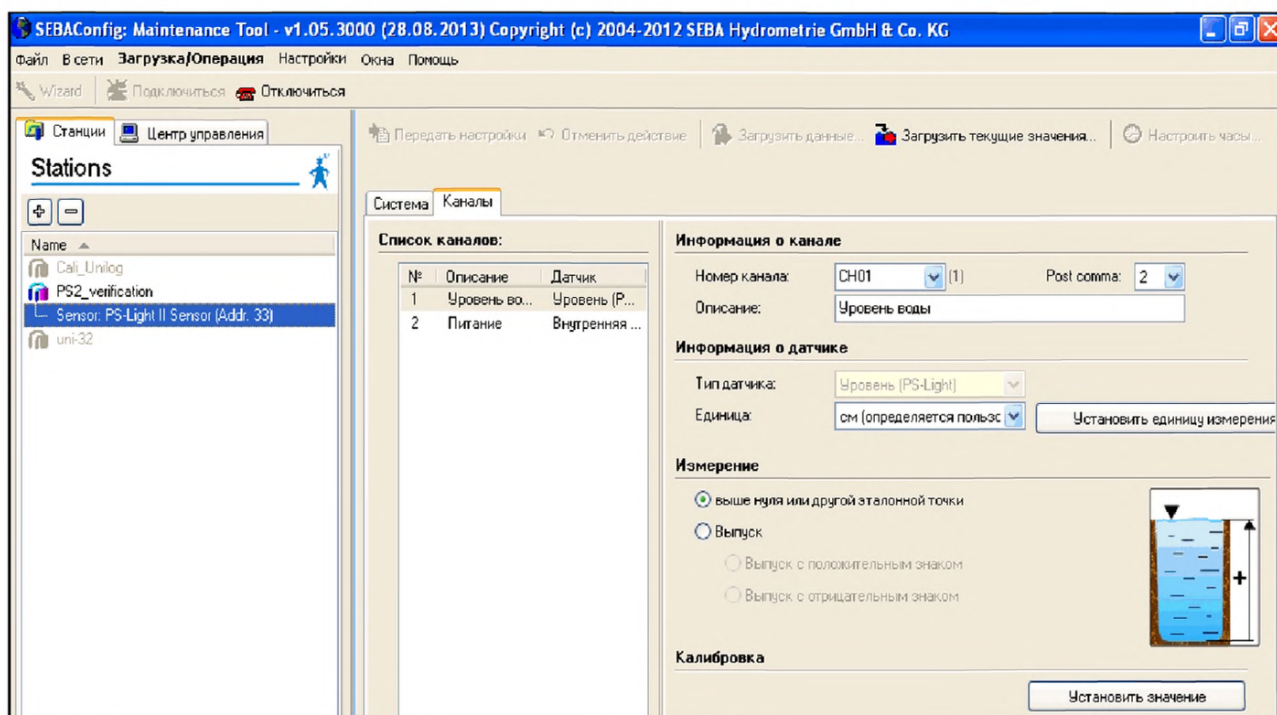 SEBAConfig: Maintenance Tool - v1.05.3000 (28.08.2013) Copyright (c) 2004-2012 SEBA Hydrometrie GmbH & Co. KG
Файл В сети Загрузка/Операция Настройки Окна Помощь
Wizard Подключиться Отключиться
Станции Центр управления
Stations
Name
Cali_Unilog
PS2_verification
Sensor: PS-Light II Sensor (Addr. 33)
uni-32
Передать настройки Отменить действие Загрузить данные... Загрузить текущие значения... Настроить часы...
Система Каналы
Список каналов:
№ Описание Датчик
1 Уровень во... Уровень (P...
2 Питание Внутренняя ...
Информация о канале
Номер канала: CH01 (1) Post comma: 2
Описание: Уровень воды
Информация о датчике
Тип датчика: Уровень (PS-Light)
Единица: см (определяется пользс Установить единицу измерения
Измерение
выше нуля или другой эталонной точки
Выпуск
Выпуск с положительным знаком
Выпуск с отрицательным знаком
+
Калибровка
Установить значение